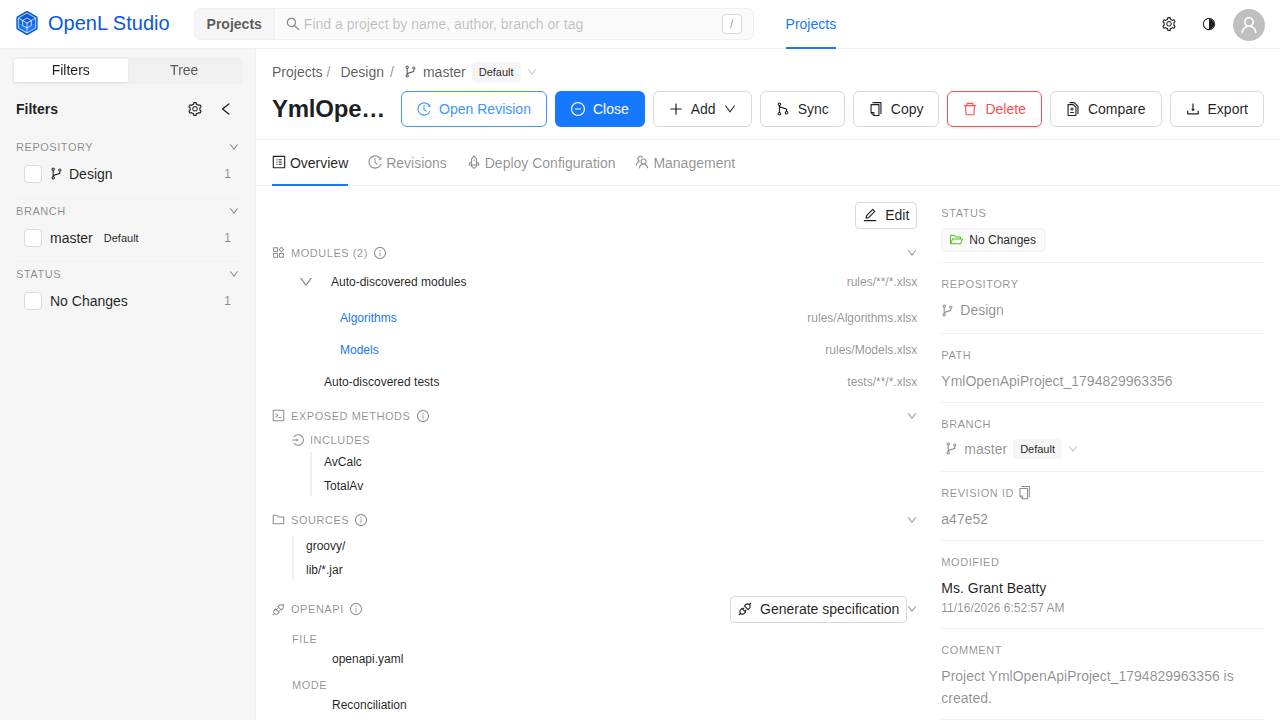 OpenL Studio
Projects
Find a project by name, author, branch or tag
/
Projects
Filters
Tree
Filters
REPOSITORY
Design
1
BRANCH
master Default
1
STATUS
No Changes
1
Projects / Design / master Default
YmlOpe...
Open Revision
Close
Add
Sync
Copy
Delete
Compare
Export
Overview
Revisions
Deploy Configuration
Management
Edit
MODULES (2)
Auto-discovered modules
rules/**/*.xlsx
Algorithms
rules/Algorithms.xlsx
Models
rules/Models.xlsx
Auto-discovered tests
tests/**/*.xlsx
EXPOSED METHODS
INCLUDES
AvCalc
TotalAv
SOURCES
groovy/
lib/*.jar
OPENAPI
Generate specification
FILE
openapi.yaml
MODE
Reconciliation
STATUS
No Changes
REPOSITORY
Design
PATH
YmlOpenApiProject_1794829963356
BRANCH
master Default
REVISION ID
a47e52
MODIFIED
Ms. Grant Beatty
11/16/2026 6:52:57 AM
COMMENT
Project YmlOpenApiProject_1794829963356 is
created.